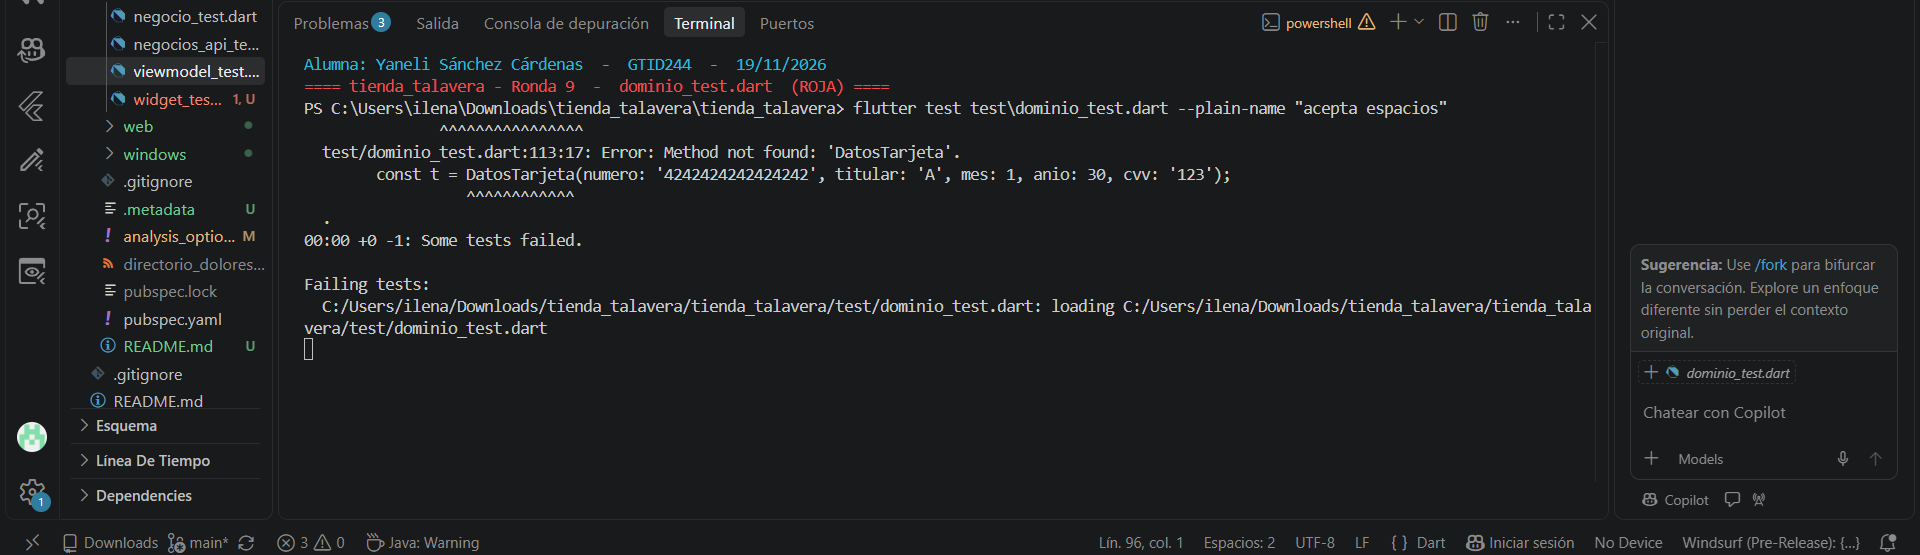 negocio_test.dart
negocios_api_te...
viewmodel_test....
widget_tes... 1, U
web
windows
.gitignore
.metadata U
analysis_optio... M
directorio_dolores...
pubspec.lock
pubspec.yaml
README.md U
.gitignore
README.md
Esquema
Línea De Tiempo
Dependencies
1
Problemas 3 Salida Consola de depuración Terminal Puertos
powershell
Alumna: Yaneli Sánchez Cárdenas - GTID244 - 19/11/2026
==== tienda_talavera - Ronda 9 - dominio_test.dart (ROJA) ====
PS C:\Users\ilena\Downloads\tienda_talavera\tienda_talavera> flutter test test\dominio_test.dart --plain-name "acepta espacios"
^^^^^^^^^^^^^^^^
test/dominio_test.dart:113:17: Error: Method not found: 'DatosTarjeta'.
const t = DatosTarjeta(numero: '4242424242424242', titular: 'A', mes: 1, anio: 30, cvv: '123');
^^^^^^^^^^^^
.
00:00 +0 -1: Some tests failed.
Failing tests:
C:/Users/ilena/Downloads/tienda_talavera/tienda_talavera/test/dominio_test.dart: loading C:/Users/ilena/Downloads/tienda_talavera/tienda_tala
vera/test/dominio_test.dart
Sugerencia: Use /fork para bifurcar
la conversación. Explore un enfoque
diferente sin perder el contexto
original.
dominio_test.dart
Chatear con Copilot
Models
Copilot
Downloads main* 3 0 Java: Warning Lín. 96, col. 1 Espacios: 2 UTF-8 LF { } Dart Iniciar sesión No Device Windsurf (Pre-Release): {...}